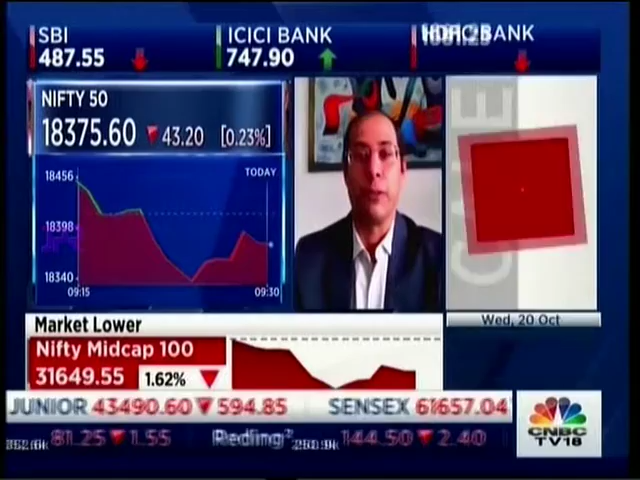 SBI
487.55
ICICI BANK
747.90
BANK
NIFTY 50
18375.60 43.20 [0.23%]
TODAY
18456
18398
18340
09:15
09:30
Wed, 20 Oct
Market Lower
Nifty Midcap 100
31649.55 1.62%
JUNIOR 43490.60 594.85 SENSEX 61657.04
81.25 1.55 144.50 2.40
CNBC
TV18